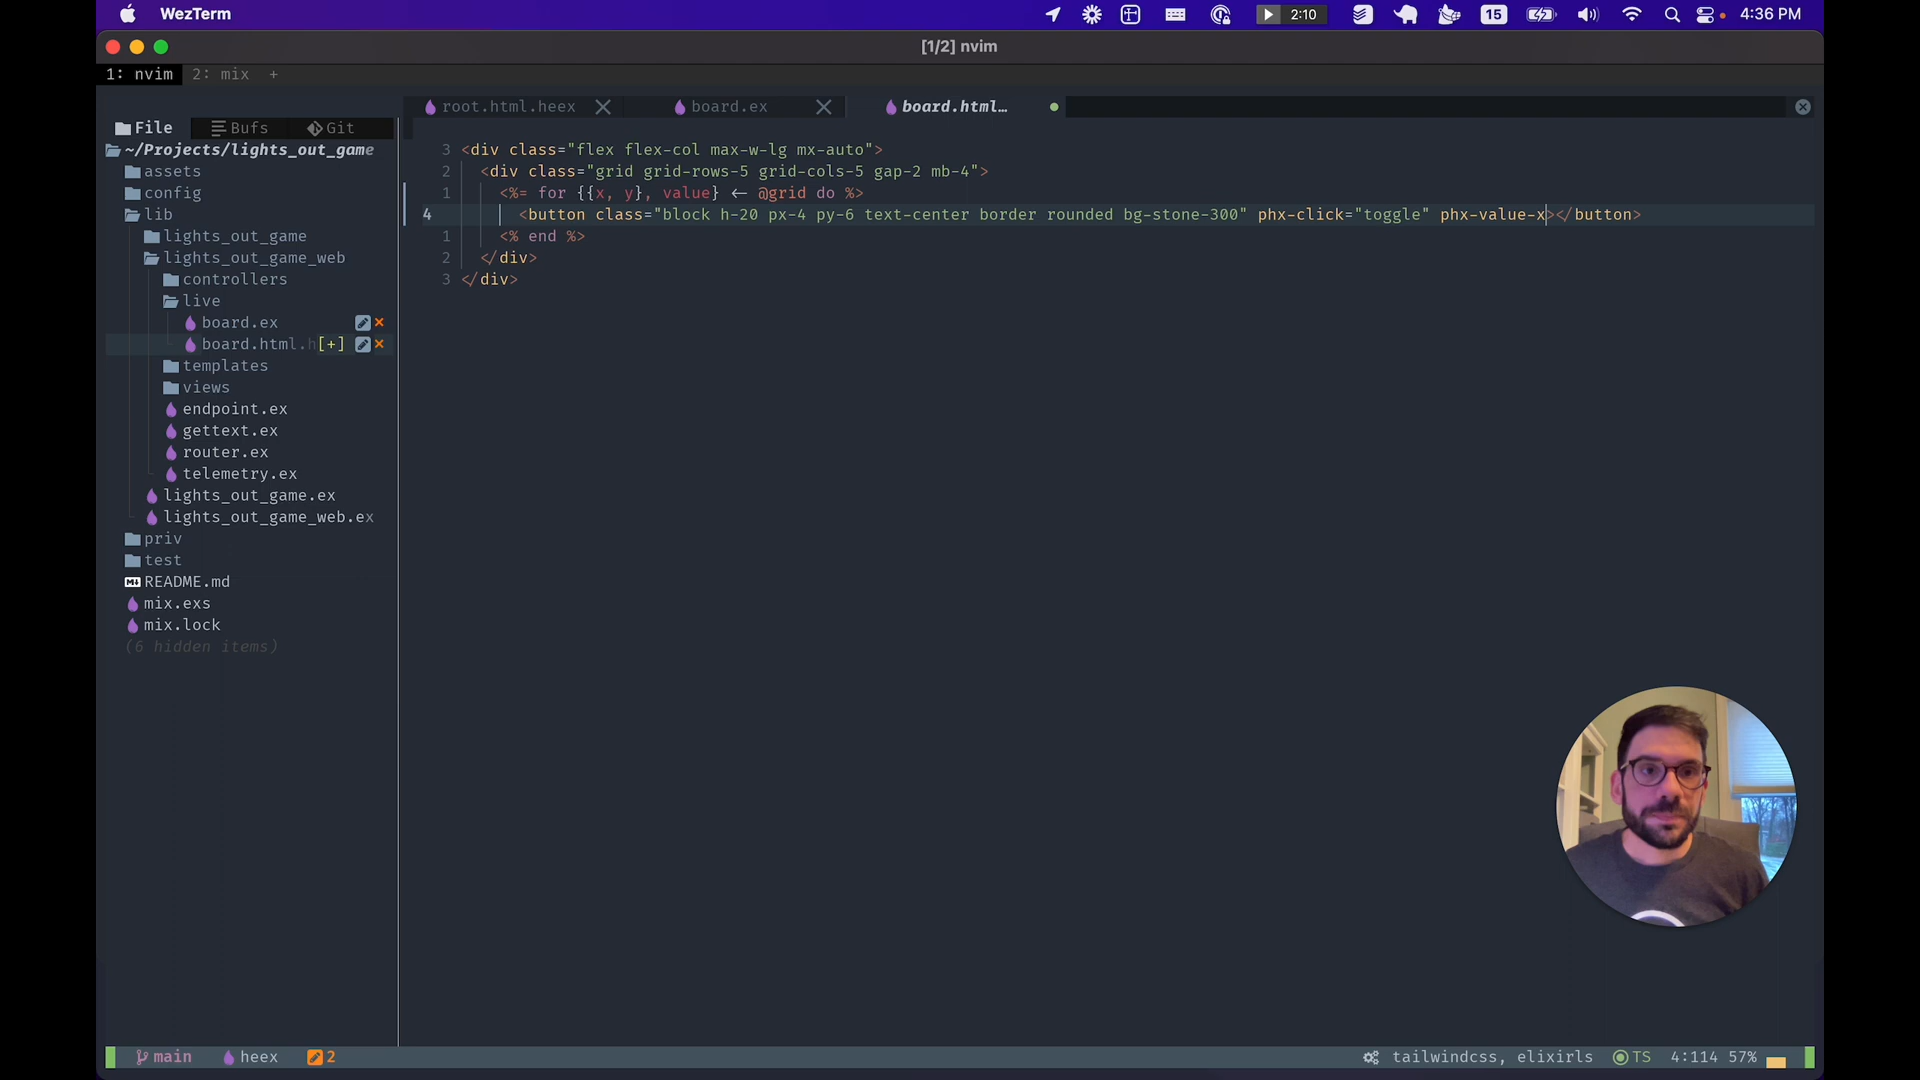 WezTerm
2:10
15
4:36 PM
[1/2] nvim
1: nvim 2: mix +
root.html.heex
board.ex
board.html…
File Bufs Git
~/Projects/lights_out_game
assets
config
lib
lights_out_game
lights_out_game_web
controllers
live
board.ex
board.html.h[+]
templates
views
endpoint.ex
gettext.ex
router.ex
telemetry.ex
lights_out_game.ex
lights_out_game_web.ex
priv
test
README.md
mix.exs
mix.lock
(6 hidden items)
3 <div class="flex flex-col max-w-lg mx-auto">
2 <div class="grid grid-rows-5 grid-cols-5 gap-2 mb-4">
1 <%= for {{x, y}, value} <- @grid do %>
4 <button class="block h-20 px-4 py-6 text-center border rounded bg-stone-300" phx-click="toggle" phx-value-x></button>
1 <% end %>
2 </div>
3 </div>
main heex 2
tailwindcss, elixirls TS 4:114 57%